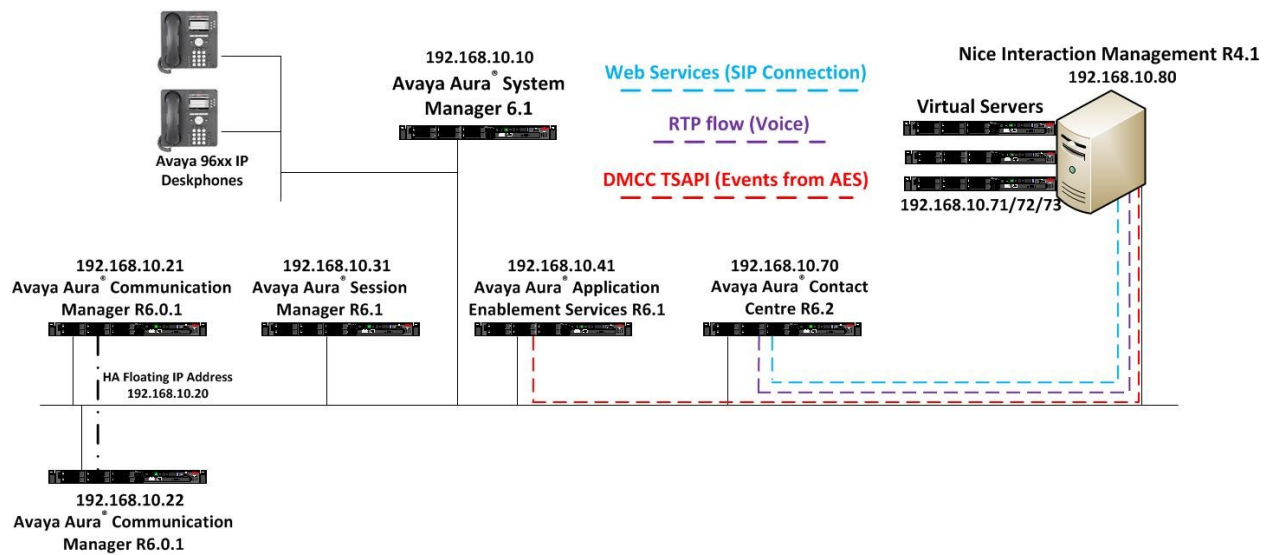 192.168.10.10
Avaya Aura® System
Manager 6.1
Avaya 96xx IP
Deskphones
Web Services (SIP Connection)
RTP flow (Voice)
DMCC TSAPI (Events from AES)
Nice Interaction Management R4.1
192.168.10.80
Virtual Servers
192.168.10.71/72/73
192.168.10.21
Avaya Aura® Communication
Manager R6.0.1
192.168.10.31
Avaya Aura® Session
Manager R6.1
192.168.10.41
Avaya Aura® Application
Enablement Services R6.1
192.168.10.70
Avaya Aura® Contact
Centre R6.2
HA Floating IP Address
192.168.10.20
192.168.10.22
Avaya Aura® Communication
Manager R6.0.1